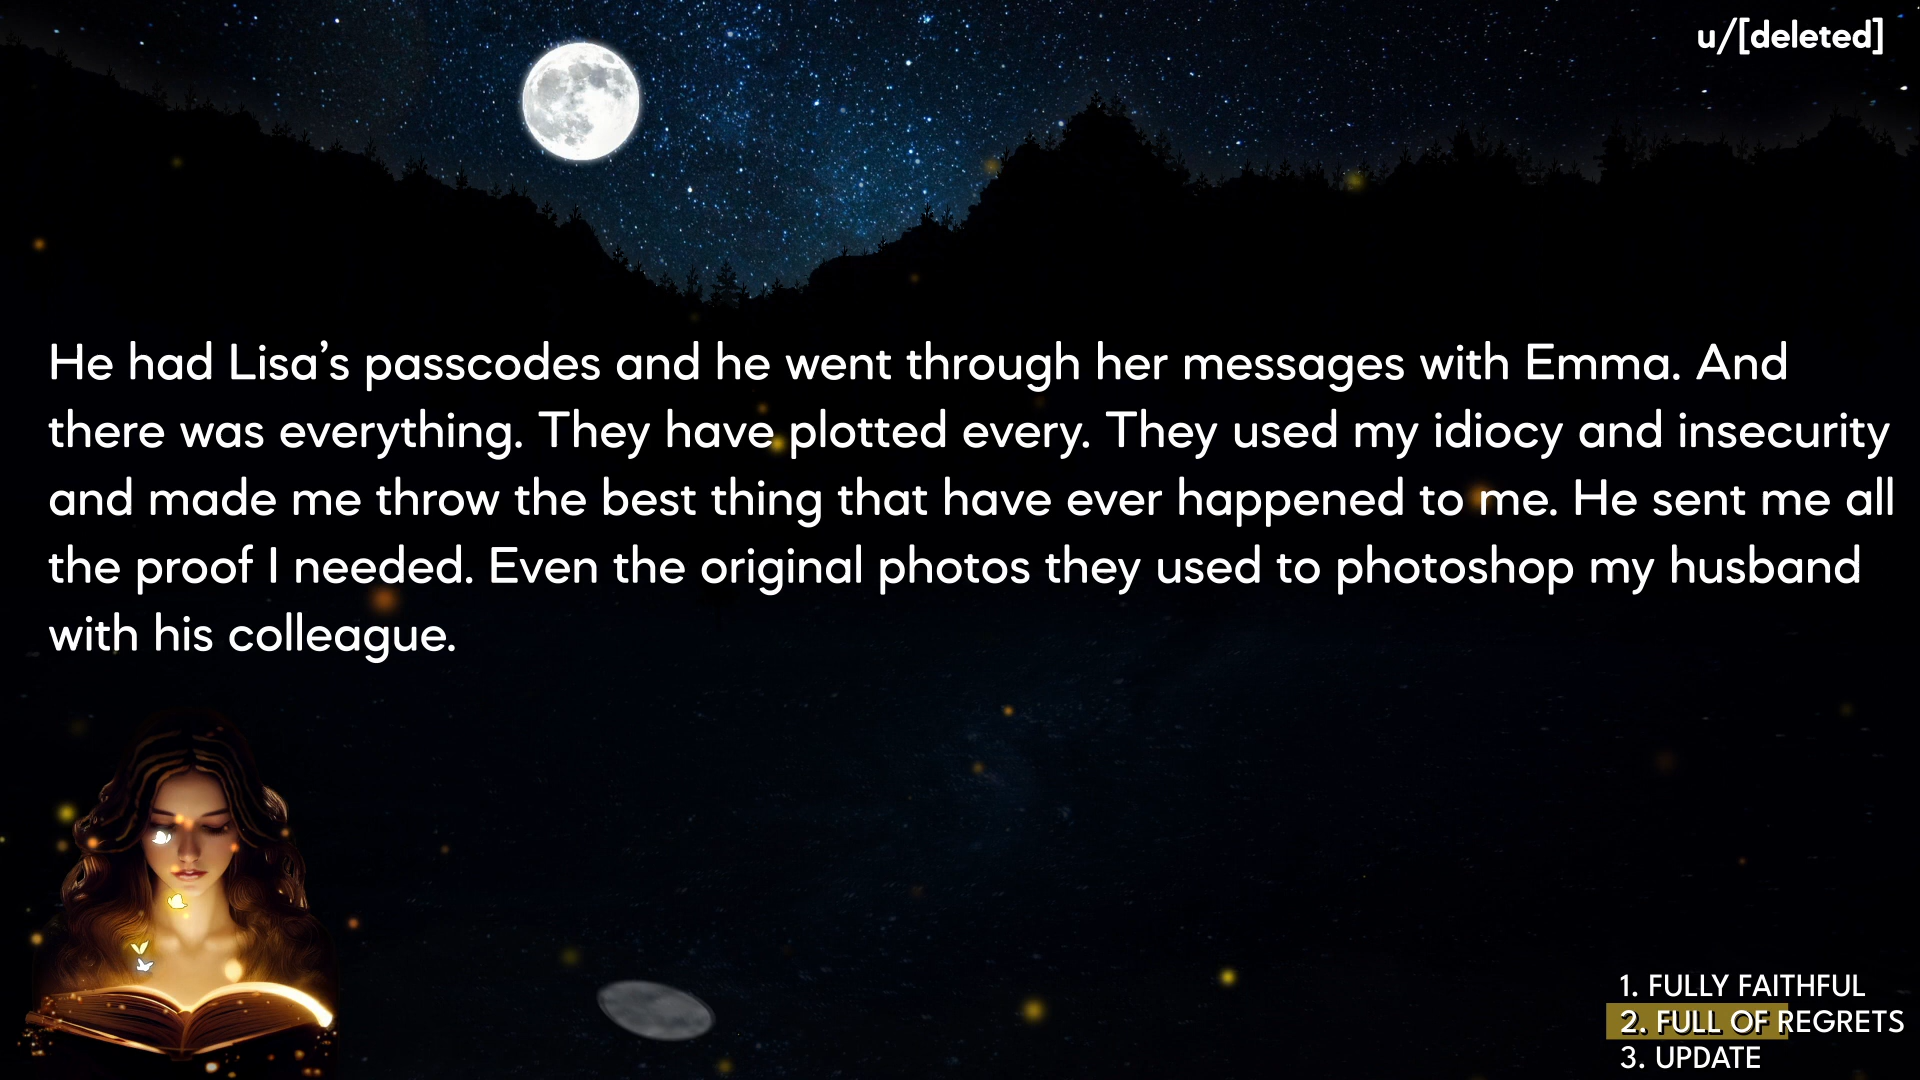 u/[deleted]
He had Lisa’s passcodes and he went through her messages with Emma. And
there was everything. They have plotted every. They used my idiocy and insecurity
and made me throw the best thing that have ever happened to me. He sent me all
the proof I needed. Even the original photos they used to photoshop my husband
with his colleague.
1. FULLY FAITHFUL
2. FULL OF REGRETS
3. UPDATE